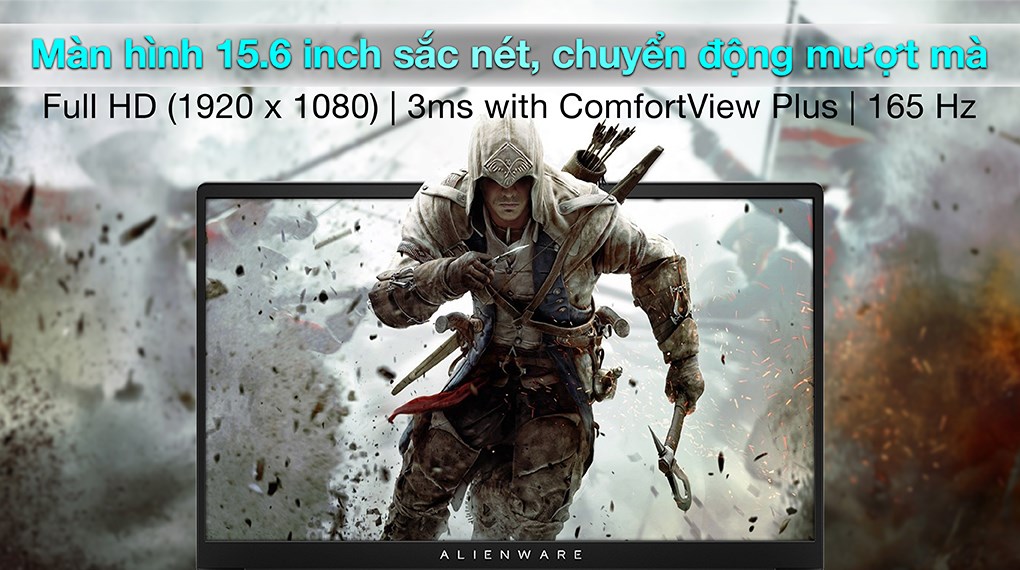 Màn hình 15.6 inch sắc nét, chuyển động mượt mà
Full HD (1920 x 1080) | 3ms with ComfortView Plus | 165 Hz
ALIENWARE